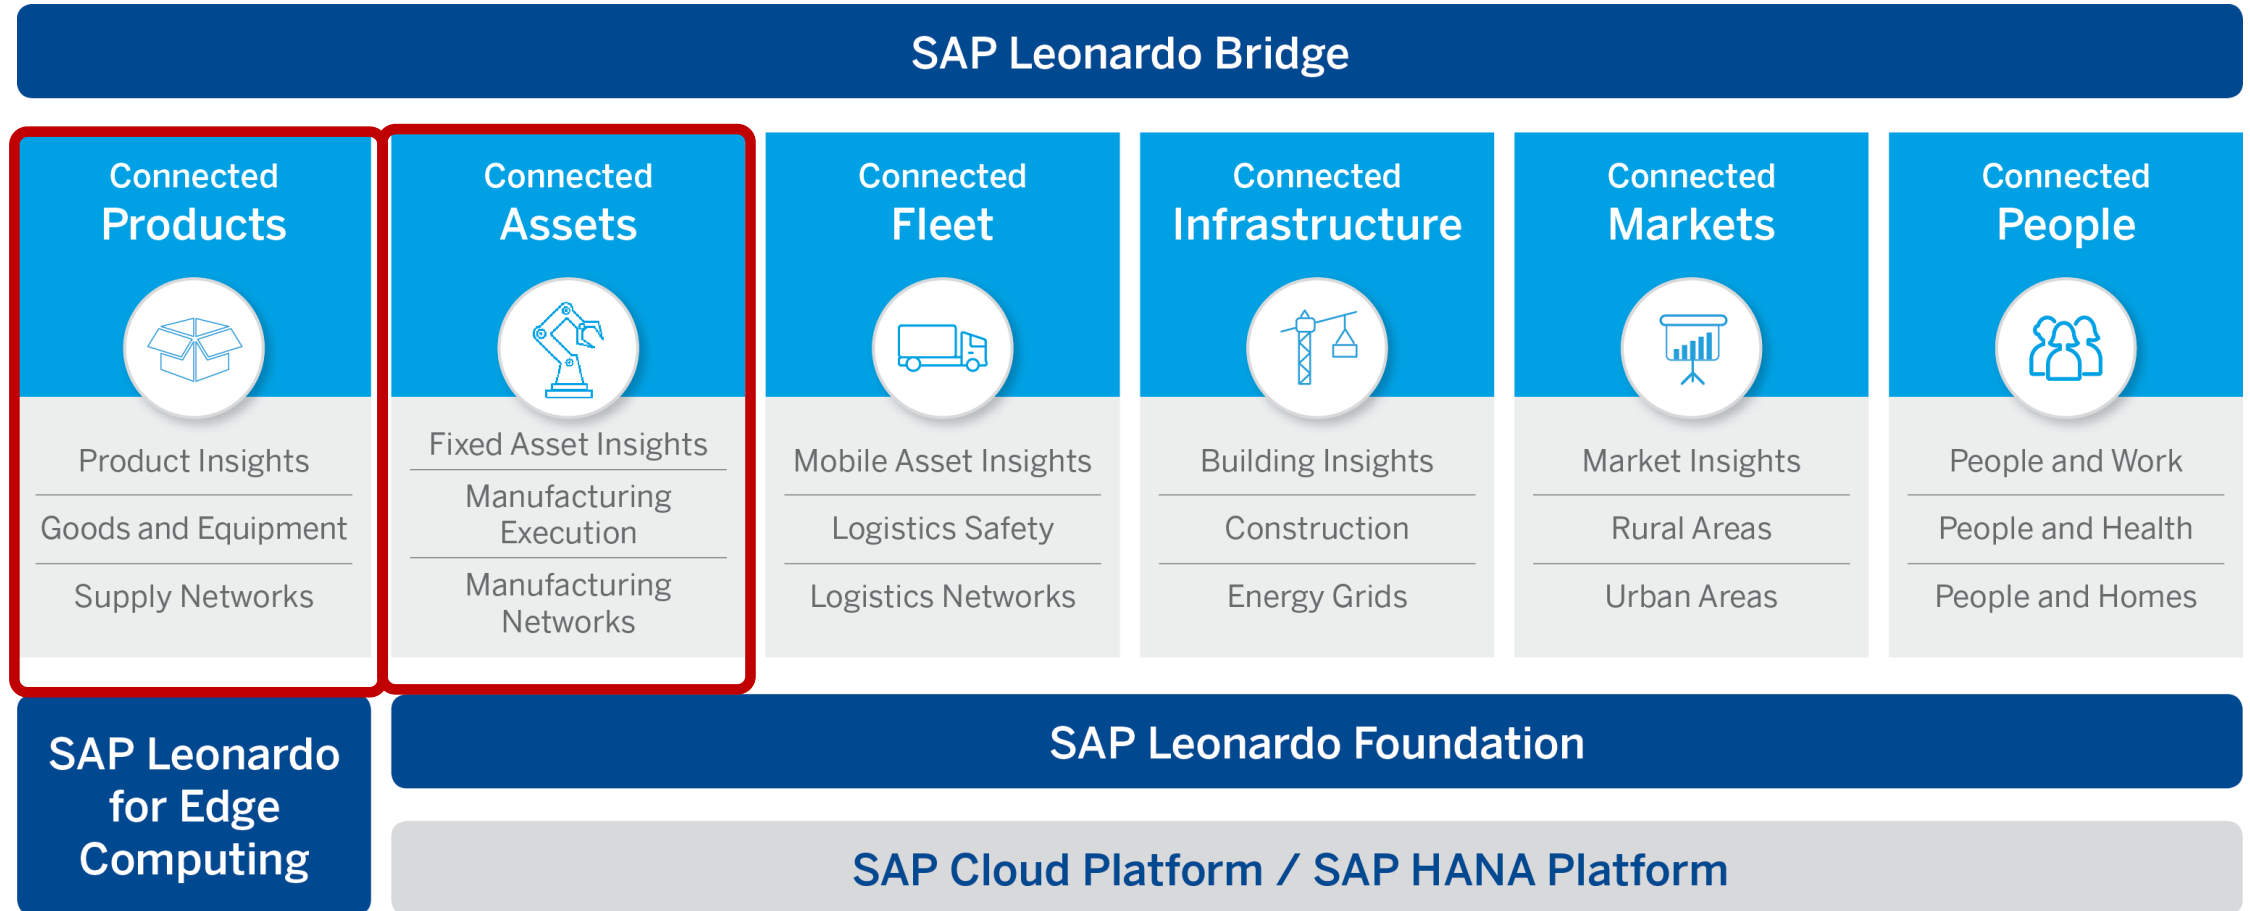 SAP Leonardo Bridge
Connected
Products
Product Insights
Goods and Equipment
Supply Networks
Connected
Assets
Fixed Asset Insights
Manufacturing
Execution
Manufacturing
Networks
Connected
Fleet
Mobile Asset Insights
Logistics Safety
Logistics Networks
Connected
Infrastructure
Building Insights
Construction
Energy Grids
Connected
Markets
Market Insights
Rural Areas
Urban Areas
Connected
People
People and Work
People and Health
People and Homes
SAP Leonardo
for Edge
Computing
SAP Leonardo Foundation
SAP Cloud Platform / SAP HANA Platform